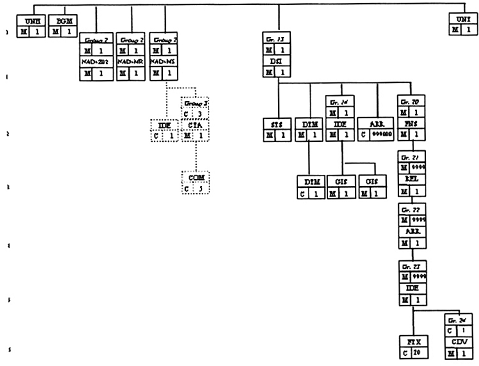 UNH BGM UNT
M 1 M 1 M 1
Group 2 Group 2 Group 2 Gr. 13
M 1 M 1 M 1 M 1
NAD+ZO2 NAD+MR NAD+MS DSI
M 1 M 1 M 1 M 1
Group 3 Gr. 14 Gr. 20
C 3 M 1 M 1
IDE CTA STS DTM IDE ARR FNS
C 1 M 1 M 1 M 1 M 1 C 999000 M 1
Gr. 21
M 9999
COM DTM GIS GIS REL
C 3 C 1 M 1 M 1 M 1
Gr. 22
M 9999
ARR
M 1
Gr. 23
M 9999
IDE
M 1
Gr. 24
C 1
FTX CDV
C 20 M 1